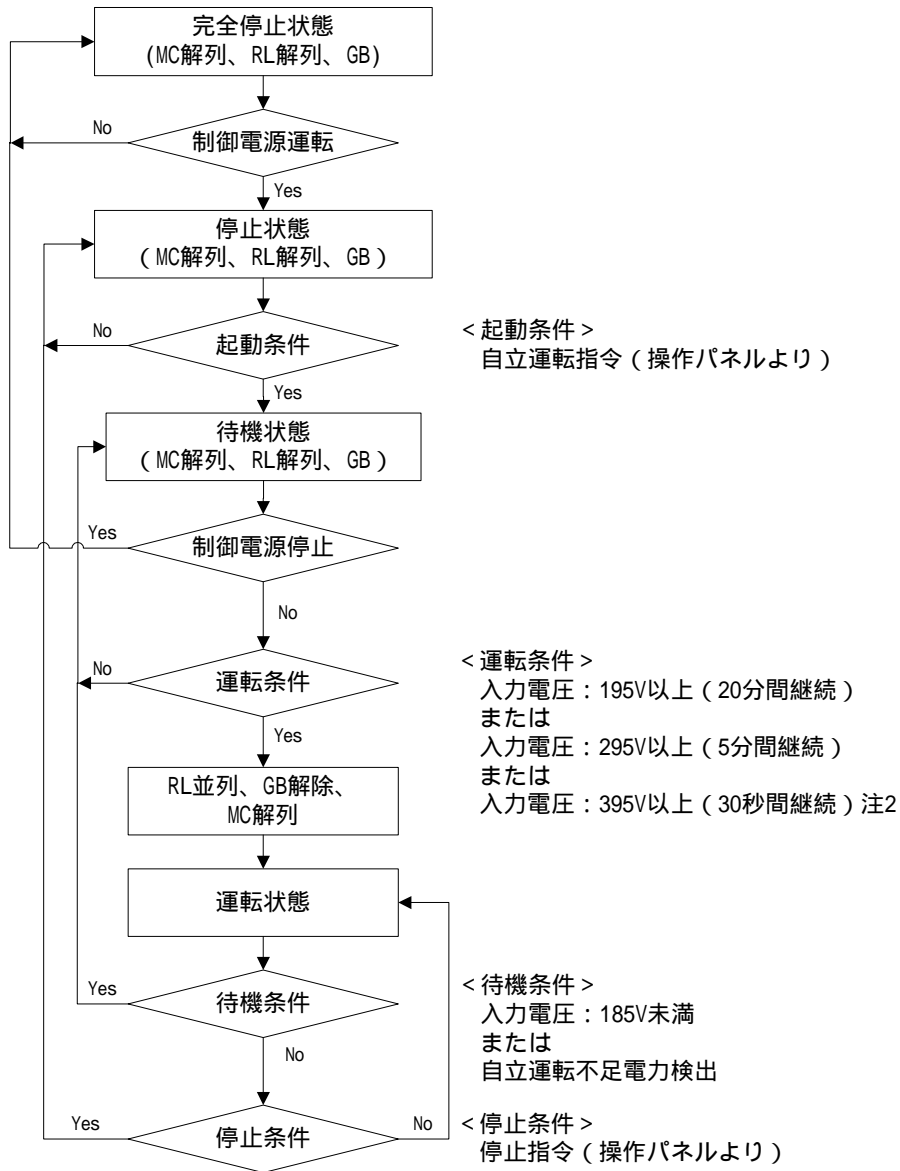 完全停止状態
(MC解列、RL解列、GB)
No
制御電源運転
Yes
停止状態
（MC解列、RL解列、GB）
No
起動条件
＜起動条件＞
自立運転指令（操作パネルより）
Yes
待機状態
（MC解列、RL解列、GB）
Yes
制御電源停止
No
No
運転条件
＜運転条件＞
入力電圧：195V以上（20分間継続）
または
入力電圧：295V以上（5分間継続）
または
入力電圧：395V以上（30秒間継続）注2
Yes
RL並列、GB解除、
MC解列
運転状態
Yes
待機条件
＜待機条件＞
入力電圧：185V未満
または
自立運転不足電力検出
No
Yes
停止条件
No
＜停止条件＞
停止指令（操作パネルより）